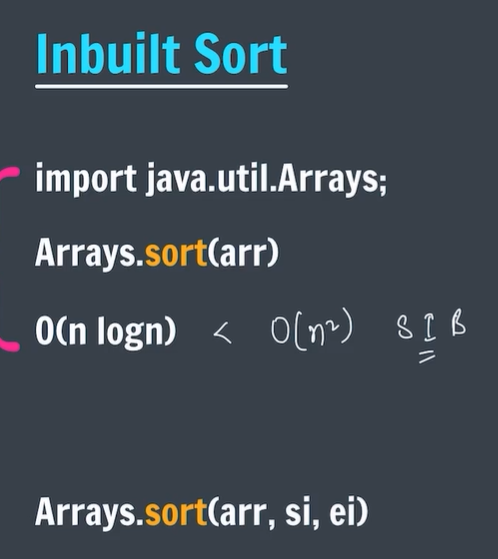 Inbuilt Sort
import java.util.Arrays;
Arrays.sort(arr)
O(n logn) < O(n²) S I B
Arrays.sort(arr, si, ei)